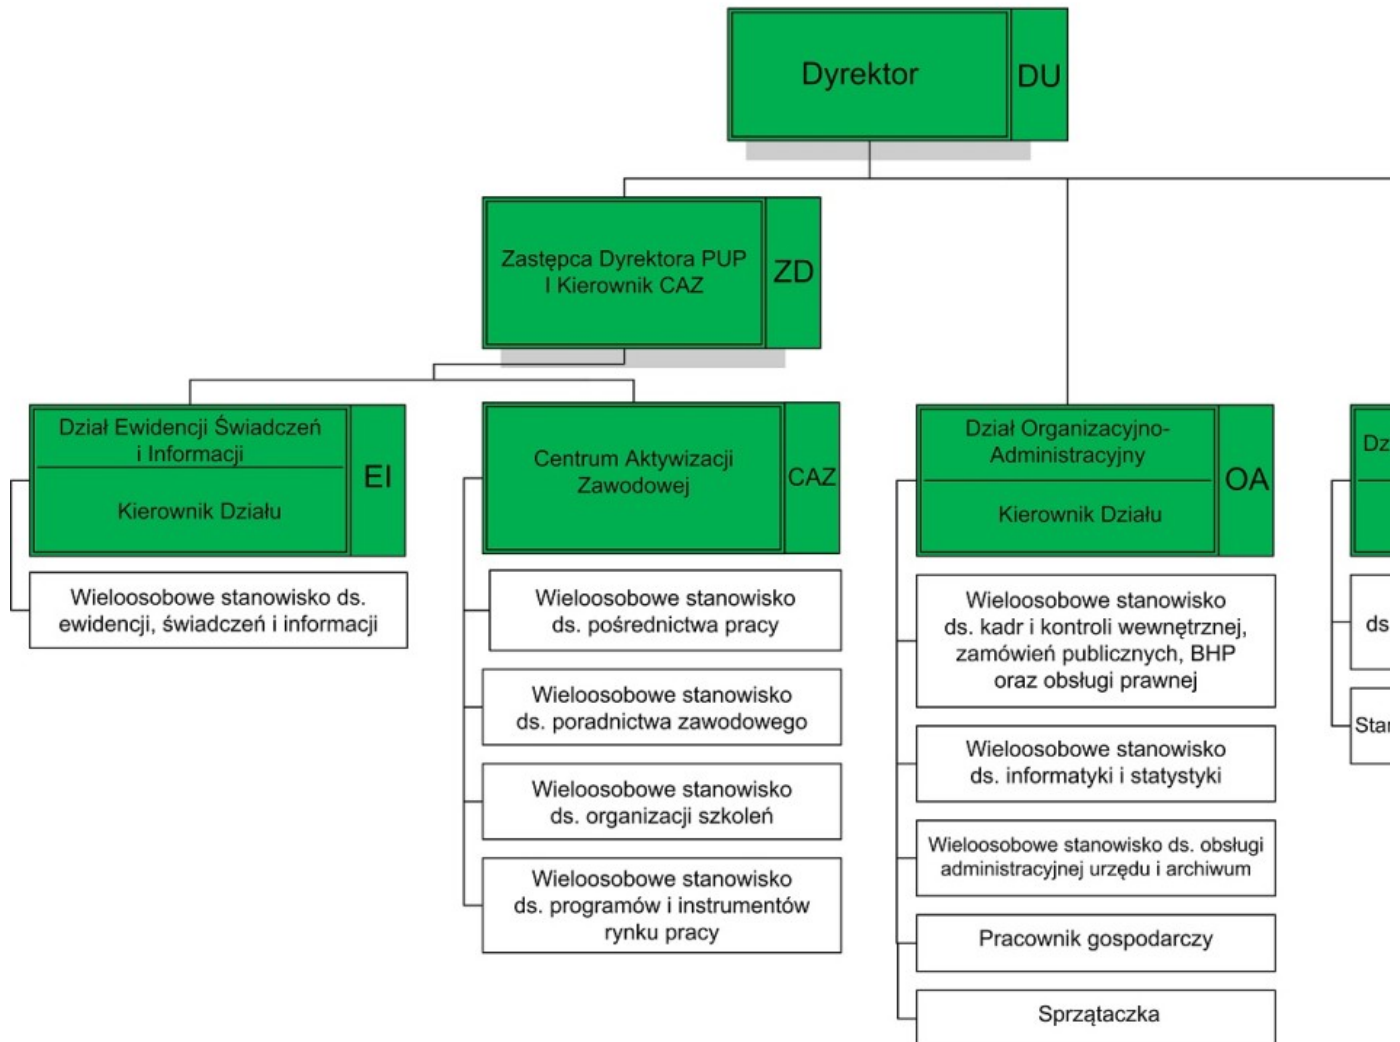 Dyrektor
DU
Zastępca Dyrektora PUP
I Kierownik CAZ
ZD
Dział Ewidencji Świadczeń
i Informacji
Kierownik Działu
EI
Wieloosobowe stanowisko ds.
ewidencji, świadczeń i informacji
Centrum Aktywizacji
Zawodowej
CAZ
Wieloosobowe stanowisko
ds. pośrednictwa pracy
Wieloosobowe stanowisko
ds. poradnictwa zawodowego
Wieloosobowe stanowisko
ds. organizacji szkoleń
Wieloosobowe stanowisko
ds. programów i instrumentów
rynku pracy
Dział Organizacyjno-
Administracyjny
Kierownik Działu
OA
Wieloosobowe stanowisko
ds. kadr i kontroli wewnętrznej,
zamówień publicznych, BHP
oraz obsługi prawnej
Wieloosobowe stanowisko
ds. informatyki i statystyki
Wieloosobowe stanowisko ds. obsługi
administracyjnej urzędu i archiwum
Pracownik gospodarczy
Sprzątaczka
ds.